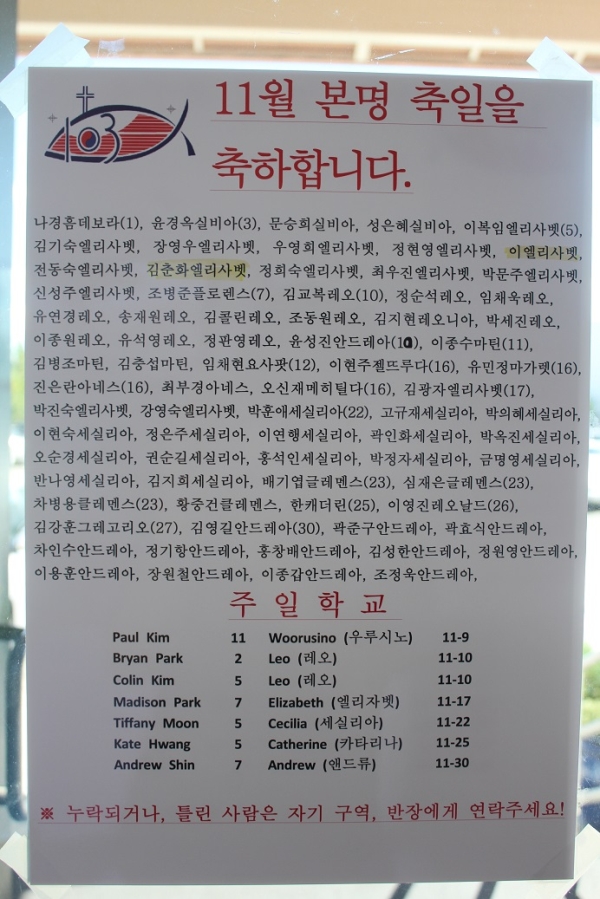 103
11월 본명 축일을
축하합니다.
나경흠데보라(1), 윤경옥실비아(3), 문승희실비아, 성은혜실비아, 이복임엘리사벳(5),
김기숙엘리사벳, 장영우엘리사벳, 우영희엘리사벳, 정현영엘리사벳, 이엘리사벳,
전동숙엘리사벳, 김춘화엘리사벳, 정희숙엘리사벳, 최우진엘리사벳, 박문주엘리사벳,
신성주엘리사벳, 조병준플로렌스(7), 김교복레오(10), 정순석레오, 임채욱레오,
유연경레오, 송재원레오, 김콜린레오, 조동원레오, 김지현레오니아, 박세진레오,
이종원레오, 유석영레오, 정판영레오, 윤성진안드레아(10), 이종수마틴(11),
김병조마틴, 김충섭마틴, 임채현요사팟(12), 이현주젤뜨루다(16), 유민정마가렛(16),
진은란아네스(16), 최부경아네스, 오신재메히틸다(16), 김광자엘리사벳(17),
박진숙엘리사벳, 강영숙엘리사벳, 박훈애세실리아(22), 고규재세실리아, 박의혜세실리아,
이현숙세실리아, 정은주세실리아, 이연행세실리아, 곽인화세실리아, 박옥진세실리아,
오순경세실리아, 권순길세실리아, 홍석인세실리아, 박정자세실리아, 금명영세실리아,
반나영세실리아, 김지희세실리아, 배기엽글레멘스(23), 심재은글레멘스(23),
차병용클레멘스(23), 황중건클레멘스, 한캐더린(25), 이영진레오날드(26),
김강훈그레고리오(27), 김영길안드레아(30), 곽준구안드레아, 곽효식안드레아,
차인수안드레아, 정기항안드레아, 홍창배안드레아, 김성한안드레아, 정원영안드레아,
이용훈안드레아, 장원철안드레아, 이종갑안드레아, 조정욱안드레아,
주 일 학 교
Paul Kim 11 Woorusino (우루시노) 11-9
Bryan Park 2 Leo (레오) 11-10
Colin Kim 5 Leo (레오) 11-10
Madison Park 7 Elizabeth (엘리자벳) 11-17
Tiffany Moon 5 Cecilia (세실리아) 11-22
Kate Hwang 5 Catherine (카타리나) 11-25
Andrew Shin 7 Andrew (앤드류) 11-30
※ 누락되거나, 틀린 사람은 자기 구역, 반장에게 연락주세요!